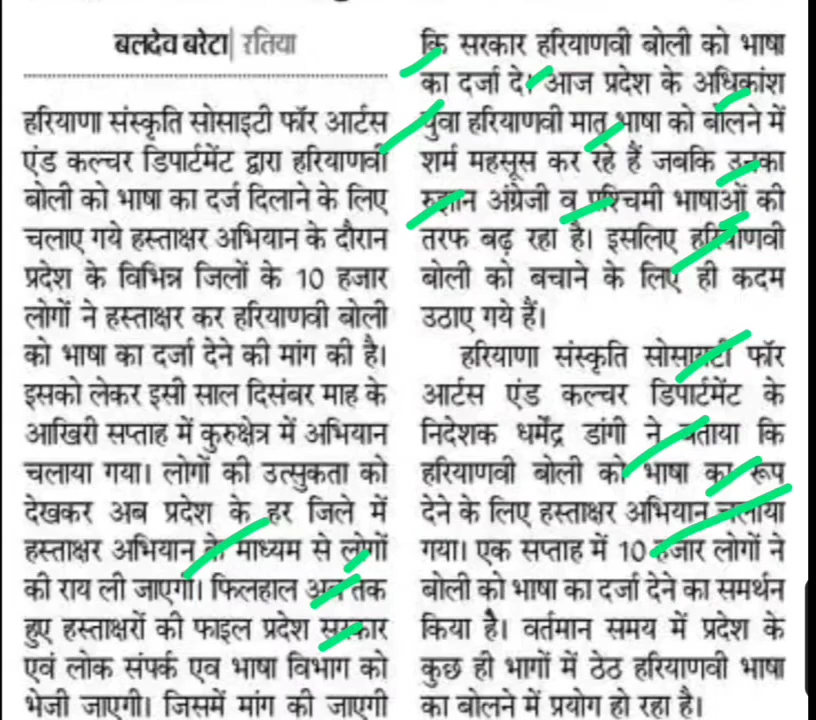 बलदेव बरेटा| रतिया
हरियाणा संस्कृति सोसाइटी फॉर आर्टस
एंड कल्चर डिपार्टमेंट द्वारा हरियाणवी
बोली को भाषा का दर्ज दिलाने के लिए
चलाए गये हस्ताक्षर अभियान के दौरान
प्रदेश के विभिन्न जिलों के 10 हजार
लोगों ने हस्ताक्षर कर हरियाणवी बोली
को भाषा का दर्जा देने की मांग की है।
इसको लेकर इसी साल दिसंबर माह के
आखिरी सप्ताह में कुरुक्षेत्र में अभियान
चलाया गया। लोगों की उत्सुकता को
देखकर अब प्रदेश के हर जिले में
हस्ताक्षर अभियान के माध्यम से लोगों
की राय ली जाएगी। फिलहाल अब तक
हुए हस्ताक्षरों की फाइल प्रदेश सरकार
एवं लोक संपर्क एव भाषा विभाग को
भेजी जाएगी। जिसमें मांग की जाएगी
कि सरकार हरियाणवी बोली को भाषा
का दर्जा दे। आज प्रदेश के अधिकांश
युवा हरियाणवी मातृ भाषा को बोलने में
शर्म महसूस कर रहे हैं जबकि उनका
रुझान अंग्रेजी व पश्चिमी भाषाओं की
तरफ बढ़ रहा है। इसलिए हरियाणवी
बोली को बचाने के लिए ही कदम
उठाए गये हैं।
हरियाणा संस्कृति सोसायटी फॉर
आर्टस एंड कल्चर डिपार्टमेंट के
निदेशक धर्मेंद्र डांगी ने बताया कि
हरियाणवी बोली को भाषा का रूप
देने के लिए हस्ताक्षर अभियान चलाया
गया। एक सप्ताह में 10 हजार लोगों ने
बोली को भाषा का दर्जा देने का समर्थन
किया है। वर्तमान समय में प्रदेश के
कुछ ही भागों में ठेठ हरियाणवी भाषा
का बोलने में प्रयोग हो रहा है।